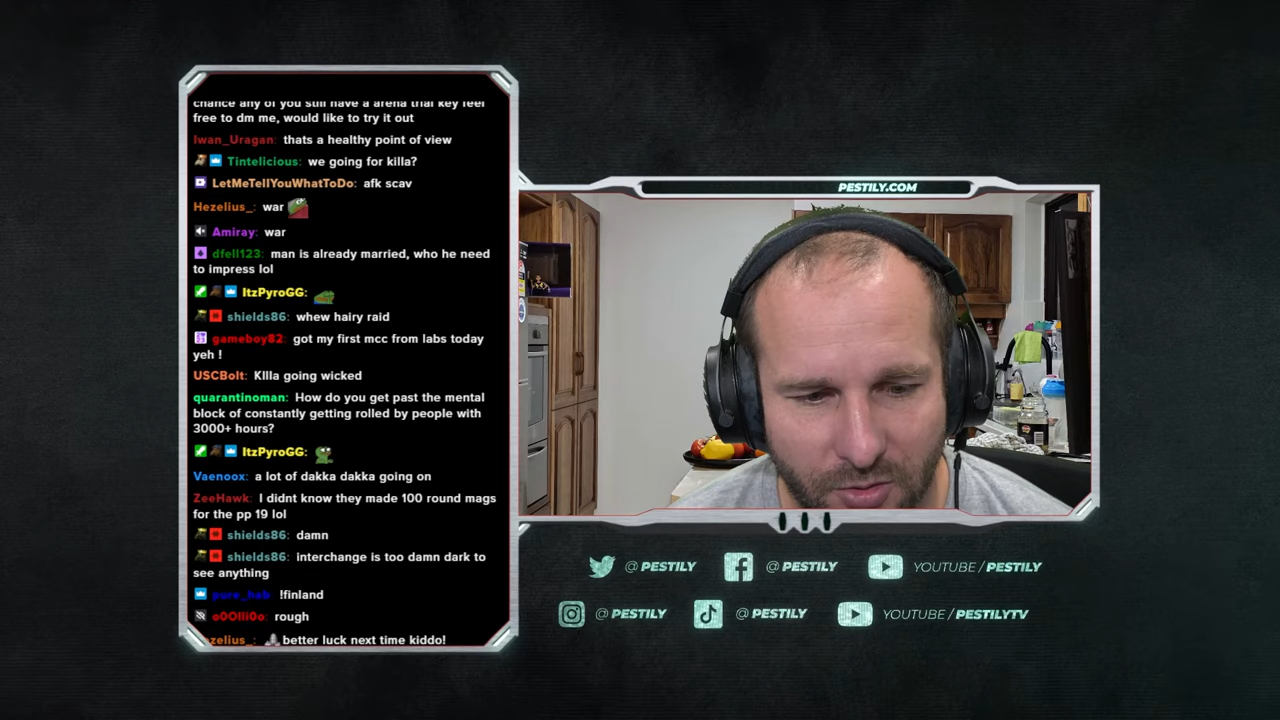 chance any of you still have a arena trial key feel
free to dm me, would like to try it out
Iwan_Uragan: thats a healthy point of view
Tintelicious: we going for killa?
LetMeTellYouWhatToDo: afk scav
Hezelius_: war
Amiray: war
dfell123: man is already married, who he need
to impress lol
ItzPyroGG:
shields86: whew hairy raid
gameboy82: got my first mcc from labs today
yeh !
USCBolt: KIlla going wicked
quarantinoman: How do you get past the mental
block of constantly getting rolled by people with
3000+ hours?
ItzPyroGG:
Vaenoox: a lot of dakka dakka going on
ZeeHawk: I didnt know they made 100 round mags
for the pp 19 lol
shields86: damn
shields86: interchange is too damn dark to
see anything
pure_hab: !finland
rough
better luck next time kiddo!
PESTILY.COM
@PESTILY
@PESTILY
YOUTUBE/PESTILY
@PESTILY
@PESTILY
YOUTUBE/PESTILYTV